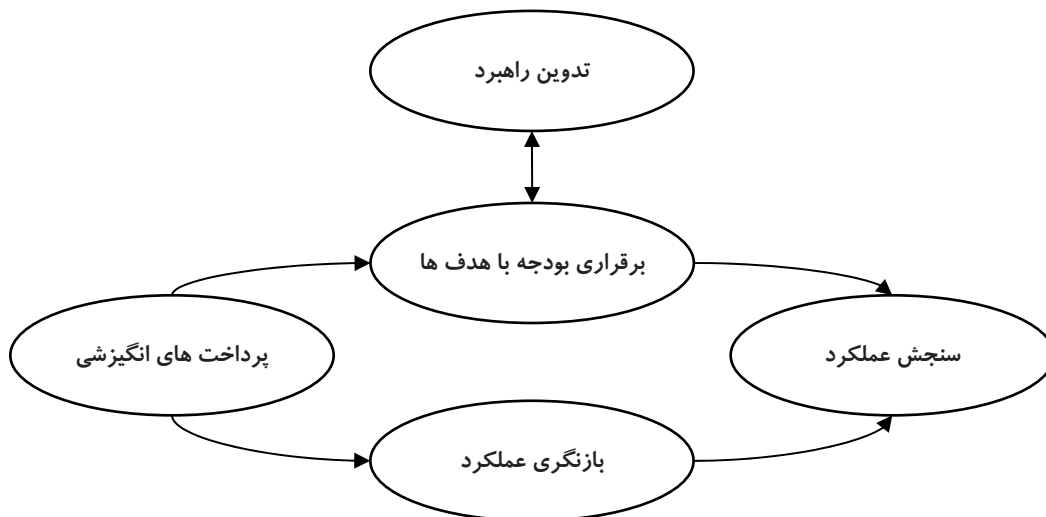 تدوین راهبرد
برقراری بودجه با هدف ها
پرداخت های انگیزشی
سنجش عملکرد
بازنگری عملکرد